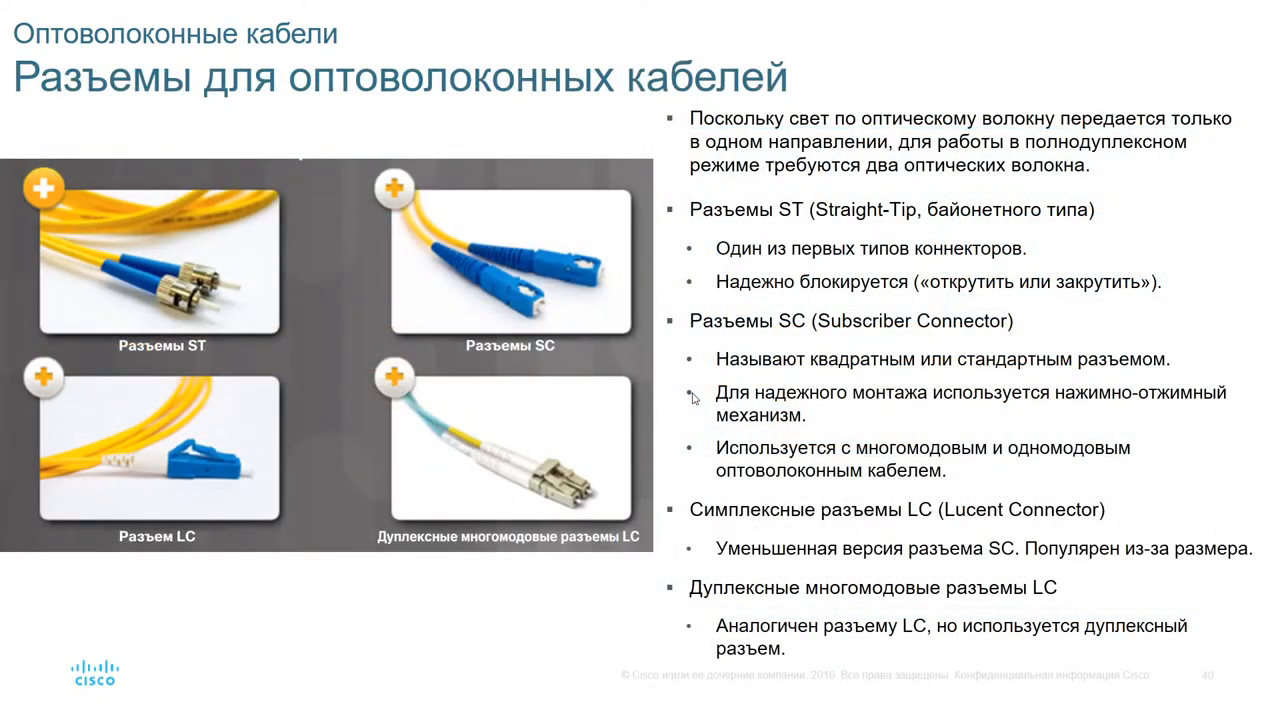 Оптоволоконные кабели
Разъемы для оптоволоконных кабелей
Разъемы ST
Разъемы SC
Разъем LC
Дуплексные многомодовые разъемы LC
Поскольку свет по оптическому волокну передается только
в одном направлении, для работы в полнодуплексном
режиме требуются два оптических волокна.
Разъемы ST (Straight-Tip, байонетного типа)
Один из первых типов коннекторов.
Надежно блокируется («открутить или закрутить»).
Разъемы SC (Subscriber Connector)
Называют квадратным или стандартным разъемом.
Для надежного монтажа используется нажимно-отжимный
механизм.
Используется с многомодовым и одномодовым
оптоволоконным кабелем.
Симплексные разъемы LC (Lucent Connector)
Уменьшенная версия разъема SC. Популярен из-за размера.
Дуплексные многомодовые разъемы LC
Аналогичен разъему LC, но используется дуплексный
разъем.
CISCO
© Cisco и/или ее дочерние компании, 2016. Все права защищены. Конфиденциальная информация Cisco
40